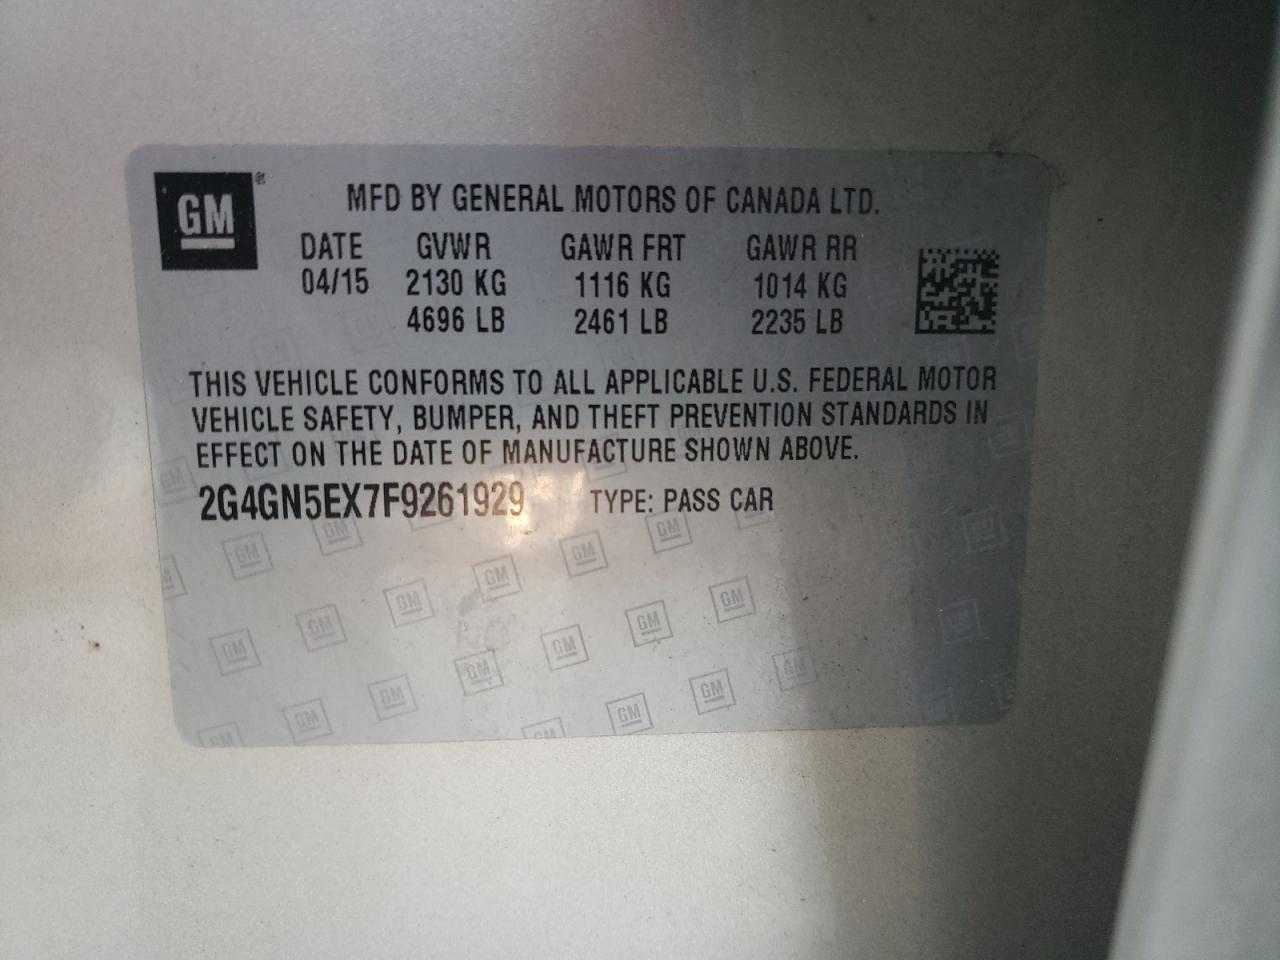 GM®
MFD BY GENERAL MOTORS OF CANADA LTD.
DATE GVWR GAWR FRT GAWR RR
04/15 2130 KG 1116 KG 1014 KG
4696 LB 2461 LB 2235 LB
THIS VEHICLE CONFORMS TO ALL APPLICABLE U.S. FEDERAL MOTOR
VEHICLE SAFETY, BUMPER, AND THEFT PREVENTION STANDARDS IN
EFFECT ON THE DATE OF MANUFACTURE SHOWN ABOVE.
2G4GN5EX7F9261929 TYPE: PASS CAR